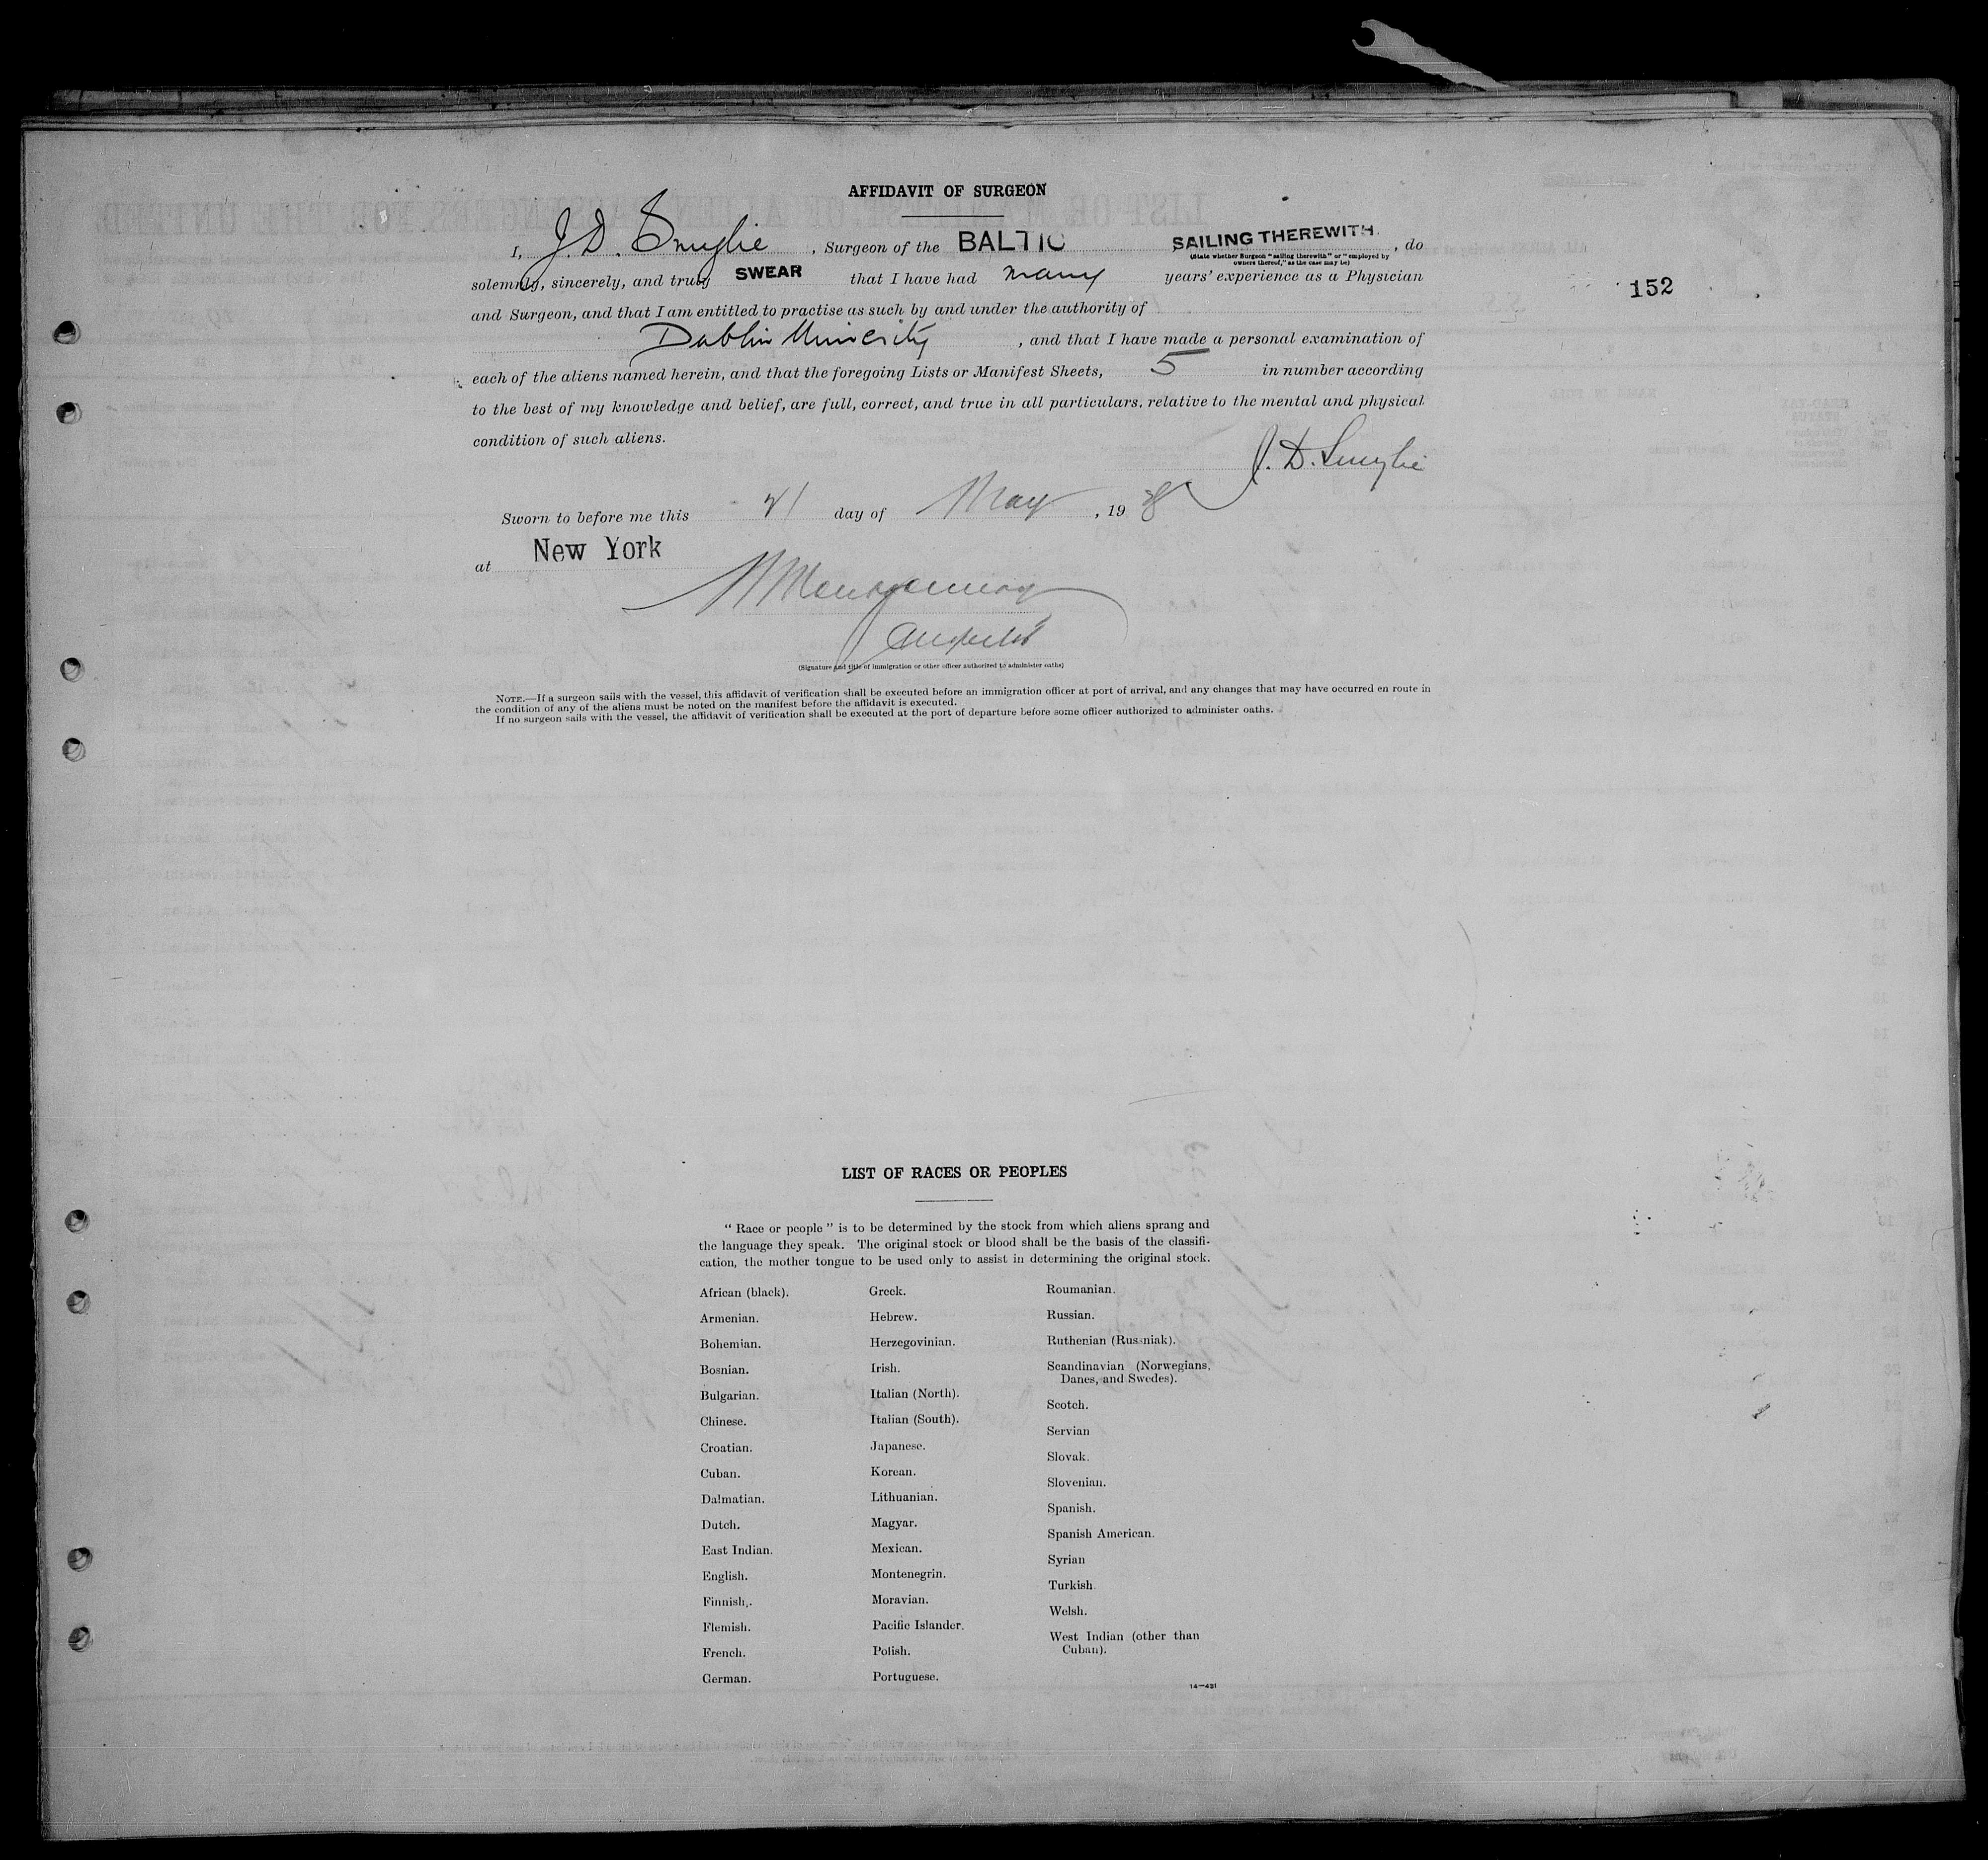 AFFIDAVIT OF SURGEON
I, J. D. Smylie, Surgeon of the BALTIC SAILING THEREWITH, do
(State whether Surgeon "sailing therewith" or "employed by
owners thereof," as the case may be)
solemnly, sincerely, and truly SWEAR that I have had many years' experience as a Physician
152
and Surgeon, and that I am entitled to practise as such by and under the authority of
Dublin University, and that I have made a personal examination of
each of the aliens named herein, and that the foregoing Lists or Manifest Sheets, 5 in number according
to the best of my knowledge and belief, are full, correct, and true in all particulars, relative to the mental and physical
condition of such aliens.
J. D. Smylie
Sworn to before me this 21 day of May, 1928
at New York
Montgomery
(Signature and title of immigration or other officer authorized to administer oaths)
NOTE.—If a surgeon sails with the vessel, this affidavit of verification shall be executed before an immigration officer at port of arrival, and any changes that may have occurred en route in
the condition of any of the aliens must be noted on the manifest before the affidavit is executed.
If no surgeon sails with the vessel, the affidavit of verification shall be executed at the port of departure before some officer authorized to administer oaths.
LIST OF RACES OR PEOPLES
"Race or people" is to be determined by the stock from which aliens sprang and
the language they speak. The original stock or blood shall be the basis of the classifi-
cation, the mother tongue to be used only to assist in determining the original stock.
African (black).
Armenian.
Bohemian.
Bosnian.
Bulgarian.
Chinese.
Croatian.
Cuban.
Dalmatian.
Dutch.
East Indian.
English.
Finnish.
Flemish.
French.
German.
Greek.
Hebrew.
Herzegovinian.
Irish.
Italian (North).
Italian (South).
Japanese.
Korean.
Lithuanian.
Magyar.
Mexican.
Montenegrin.
Moravian.
Pacific Islander.
Polish.
Portuguese.
Roumanian.
Russian.
Ruthenian (Russniak).
Scandinavian (Norwegians,
Danes, and Swedes).
Scotch.
Servian
Slovak.
Slovenian.
Spanish.
Spanish American.
Syrian
Turkish
Welsh.
West Indian (other than
Cuban).
14—431